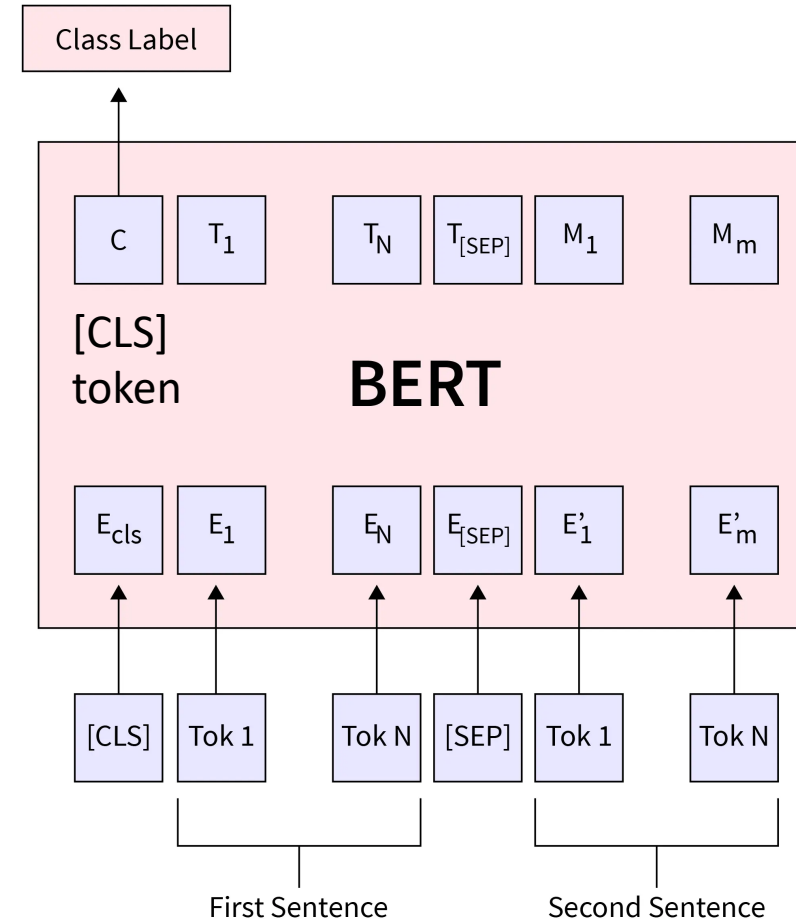 Class Label
C T1 TN T[SEP] M1 Mm
[CLS]
token
BERT
Ecls E1 EN E[SEP] E’1 E’m
[CLS] Tok 1 Tok N [SEP] Tok 1 Tok N
First Sentence Second Sentence